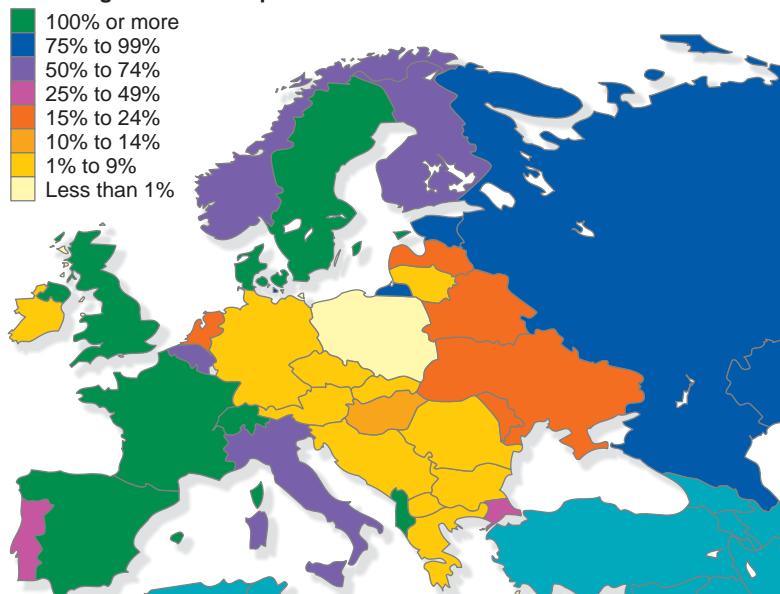 100% or more
75% to 99%
50% to 74%
25% to 49%
15% to 24%
10% to 14%
1% to 9%
Less than 1%